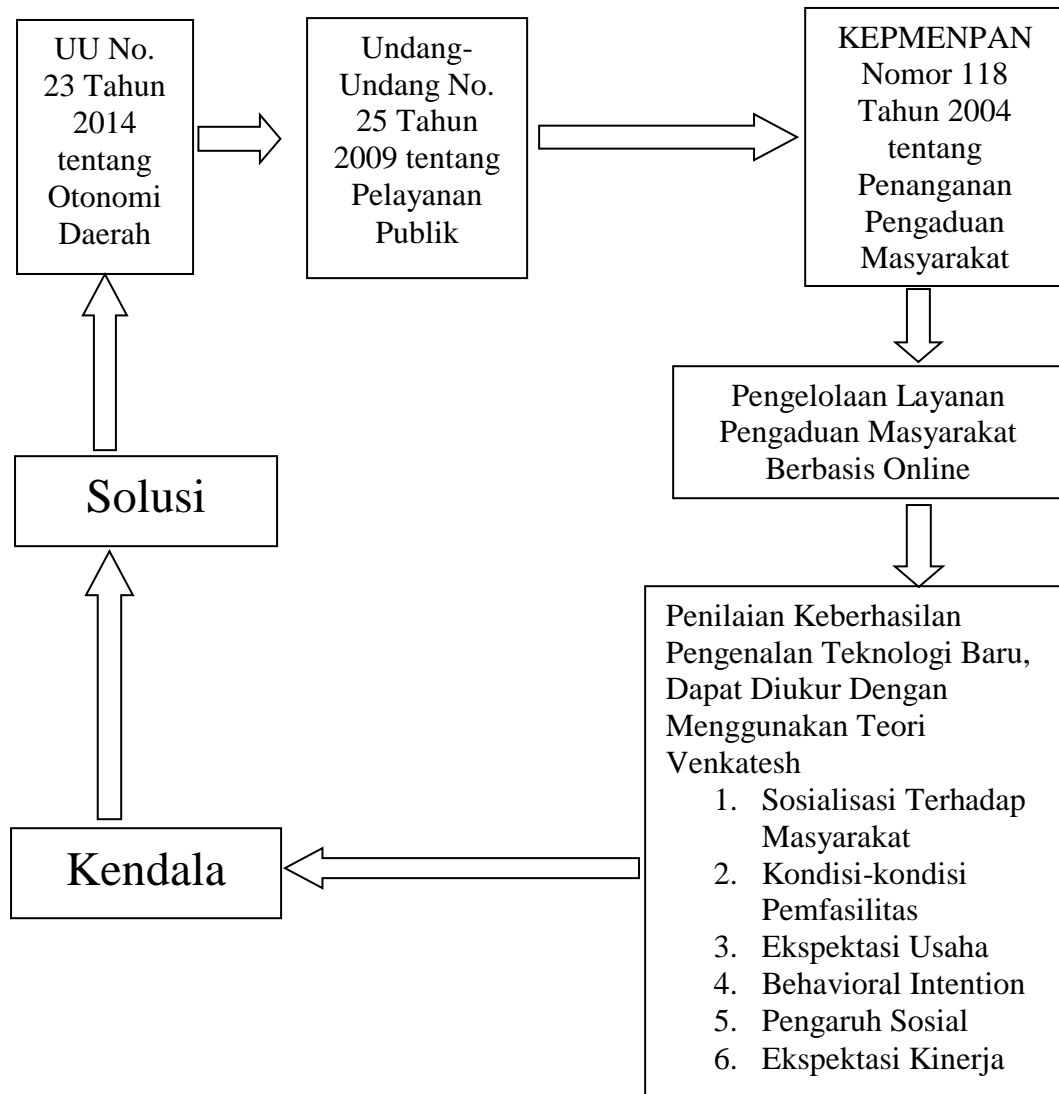 UU No.
23 Tahun
2014
tentang
Otonomi
Daerah
Undang-
Undang No.
25 Tahun
2009 tentang
Pelayanan
Publik
KEPMENPAN
Nomor 118
Tahun 2004
tentang
Penanganan
Pengaduan
Masyarakat
Pengelolaan Layanan
Pengaduan Masyarakat
Berbasis Online
Penilaian Keberhasilan
Pengenalan Teknologi Baru,
Dapat Diukur Dengan
Menggunakan Teori
Venkatesh
1. Sosialisasi Terhadap
Masyarakat
2. Kondisi-kondisi
Pemfasilitas
3. Ekspektasi Usaha
4. Behavioral Intention
5. Pengaruh Sosial
6. Ekspektasi Kinerja
Kendala
Solusi